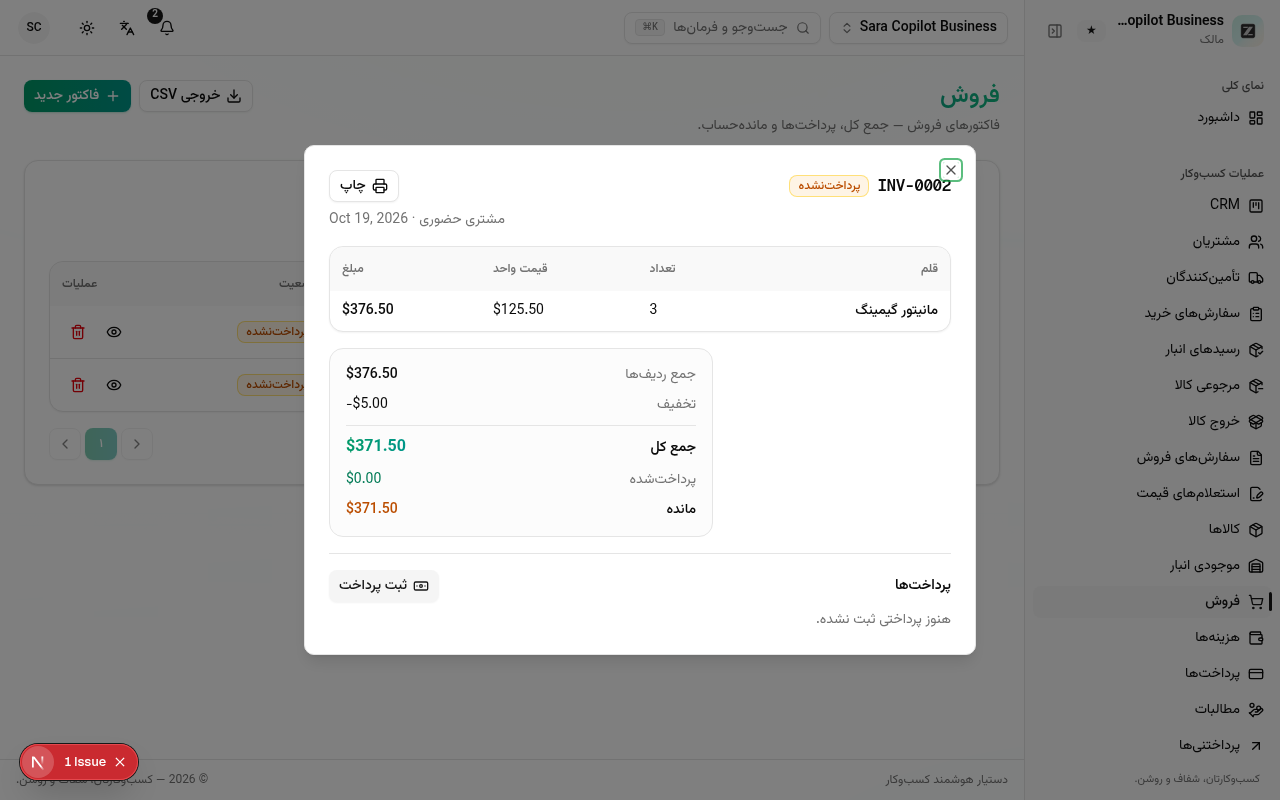 opilot Business...
مالک
نمای کلی
داشبورد
عملیات کسب‌وکار
CRM
مشتریان
تأمین‌کنندگان
سفارش‌های خرید
رسیدهای انبار
مرجوعی کالا
خروج کالا
سفارش‌های فروش
استعلام‌های قیمت
کالاها
موجودی انبار
فروش
هزینه‌ها
پرداخت‌ها
مطالبات
پرداختنی‌ها
کسب‌وکارتان، شفاف و روشن.
Sara Copilot Business
جست‌وجو و فرمان‌ها
⌘K
2
SC
فروش
فاکتورهای فروش — جمع کل، پرداخت‌ها و مانده‌حساب.
خروجی CSV
فاکتور جدید
عملیات
۱
INV-0002
پرداخت‌نشده
چاپ
مشتری حضوری · Oct 19, 2026
قلم تعداد قیمت واحد مبلغ
مانیتور گیمینگ 3 $125.50 $376.50
جمع ردیف‌ها $376.50
تخفیف -$5.00
جمع کل $371.50
پرداخت‌شده $0.00
مانده $371.50
پرداخت‌ها
ثبت پرداخت
هنوز پرداختی ثبت نشده.
دستیار هوشمند کسب‌وکار
© 2026 — کسب‌وکارتان، شفاف و روشن.
1 Issue